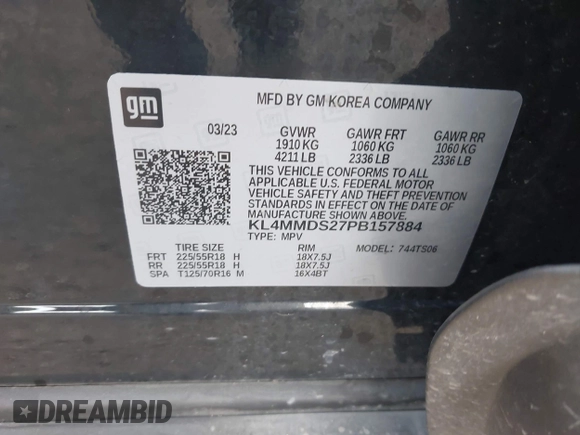 gm
MFD BY GM KOREA COMPANY
03/23 GVWR GAWR FRT GAWR RR
1910 KG 1060 KG 1060 KG
4211 LB 2336 LB 2336 LB
THIS VEHICLE CONFORMS TO ALL
APPLICABLE U.S. FEDERAL MOTOR
VEHICLE SAFETY AND THEFT PREVENTION
STANDARDS IN EFFECT ON THE DATE OF
MANUFACTURE SHOWN ABOVE.
KL4MMDS27PB157884
TYPE: MPV MODEL: 744TS06
TIRE SIZE RIM
FRT 225/55R18 H 18X7.5J
RR 225/55R18 H 18X7.5J
SPA T125/70R16 M 16X4BT
DREAMBID